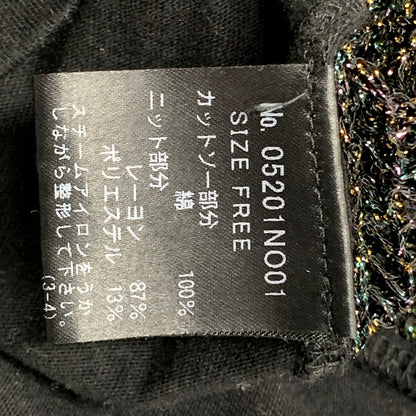 No. 05201NO01
SIZE FREE
カットソー部分
綿 100%
ニット部分
レーヨン 87%
ポリエステル 13%
スチームアイロンをうか
しながら整形して下さい。
(3-4)